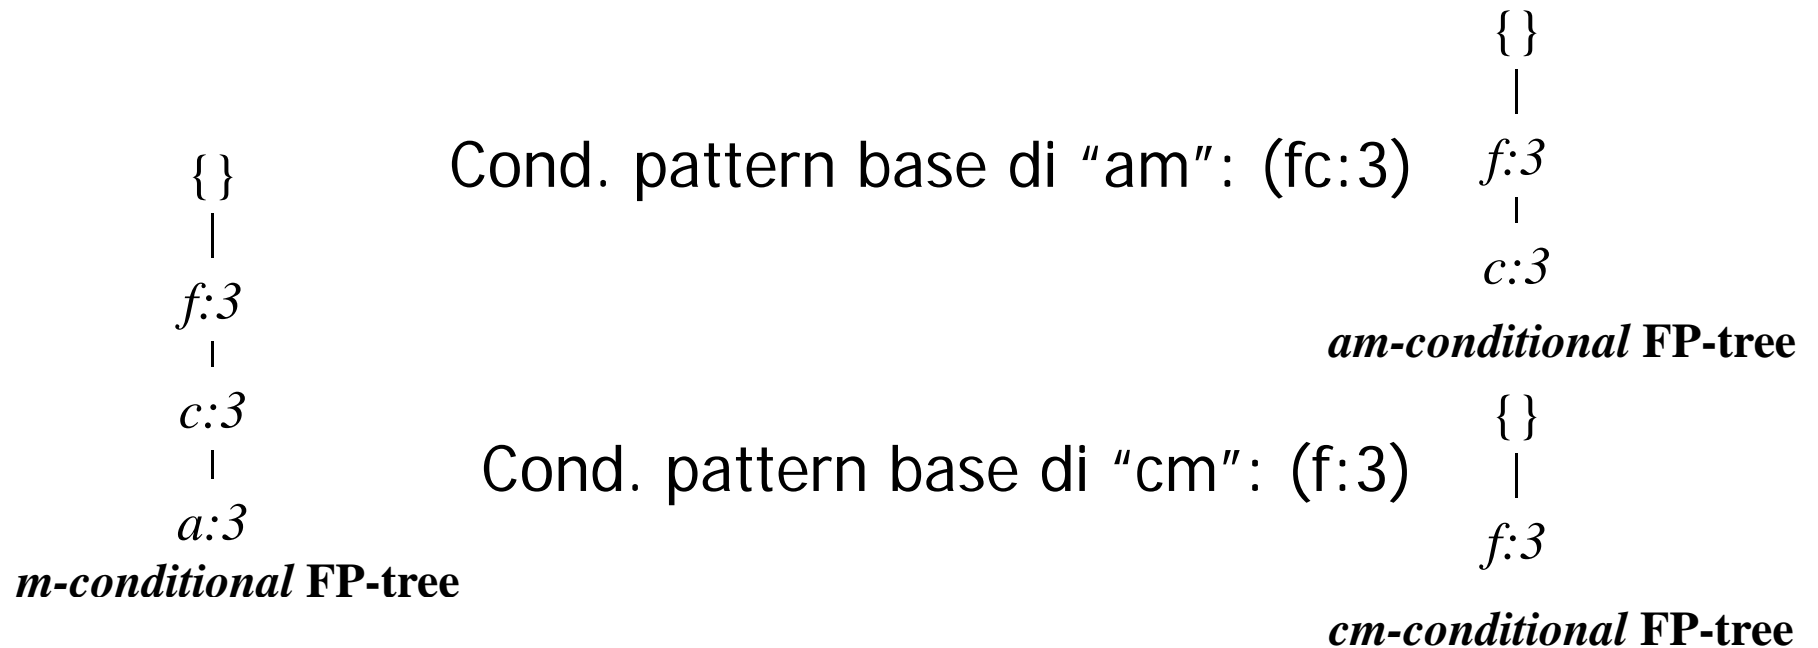 {}
f:3
c:3
a:3
m-conditional FP-tree
Cond. pattern base di “am”: (fc:3)
{}
f:3
c:3
am-conditional FP-tree
Cond. pattern base di “cm”: (f:3)
{}
f:3
cm-conditional FP-tree